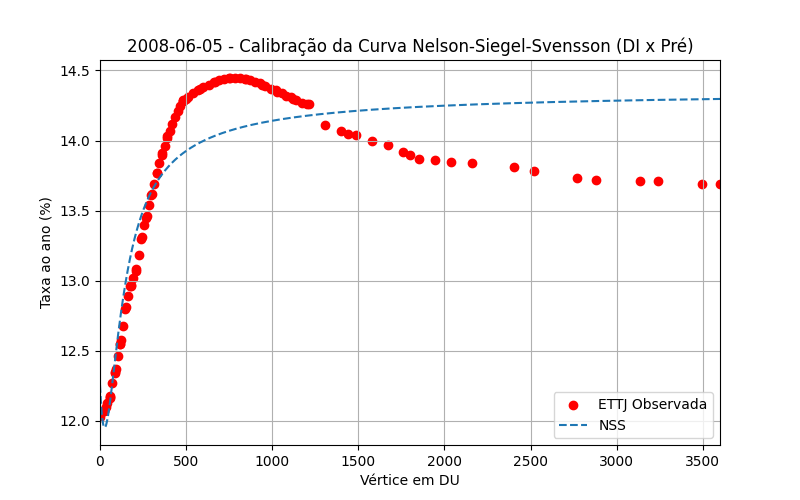 2008-06-05 - Calibração da Curva Nelson-Siegel-Svensson (DI x Pré)
Taxa ao ano (%)
14.5
14.0
13.5
13.0
12.5
12.0
0 500 1000 1500 2000 2500 3000 3500
Vértice em DU
ETTJ Observada
NSS